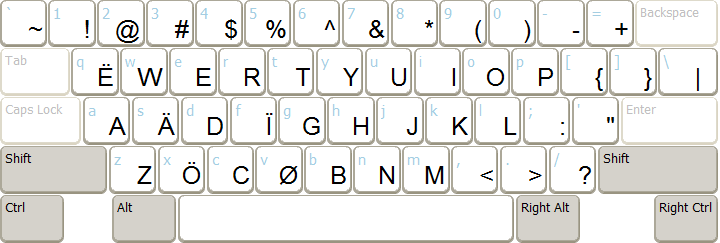 ` ~ 1 ! 2 @ 3 # 4 $ 5 % 6 ^ 7 & 8 * 9 ( 0 ) - - = + Backspace
Tab q Ë w W e E r R t T y Y u U i I o O p P [ { ] } \ |
Caps Lock a A s Ä d D f Ï g G h H j J k K l L ; : ' " Enter
Shift z Z x Ö c C v Ø b B n N m M , < . > / ? Shift
Ctrl Alt Right Alt Right Ctrl